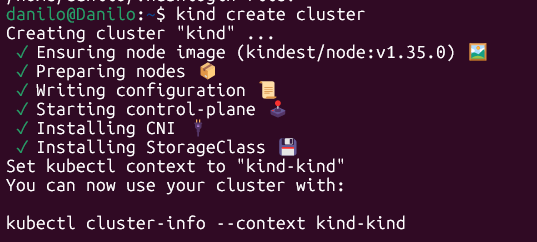 danilo@Danilo:~$ kind create cluster
Creating cluster "kind" ...
✓ Ensuring node image (kindest/node:v1.35.0) 🖼
✓ Preparing nodes 📦
✓ Writing configuration 📜
✓ Starting control-plane 🕹️
✓ Installing CNI 🔌
✓ Installing StorageClass 💾
Set kubectl context to "kind-kind"
You can now use your cluster with:
kubectl cluster-info --context kind-kind